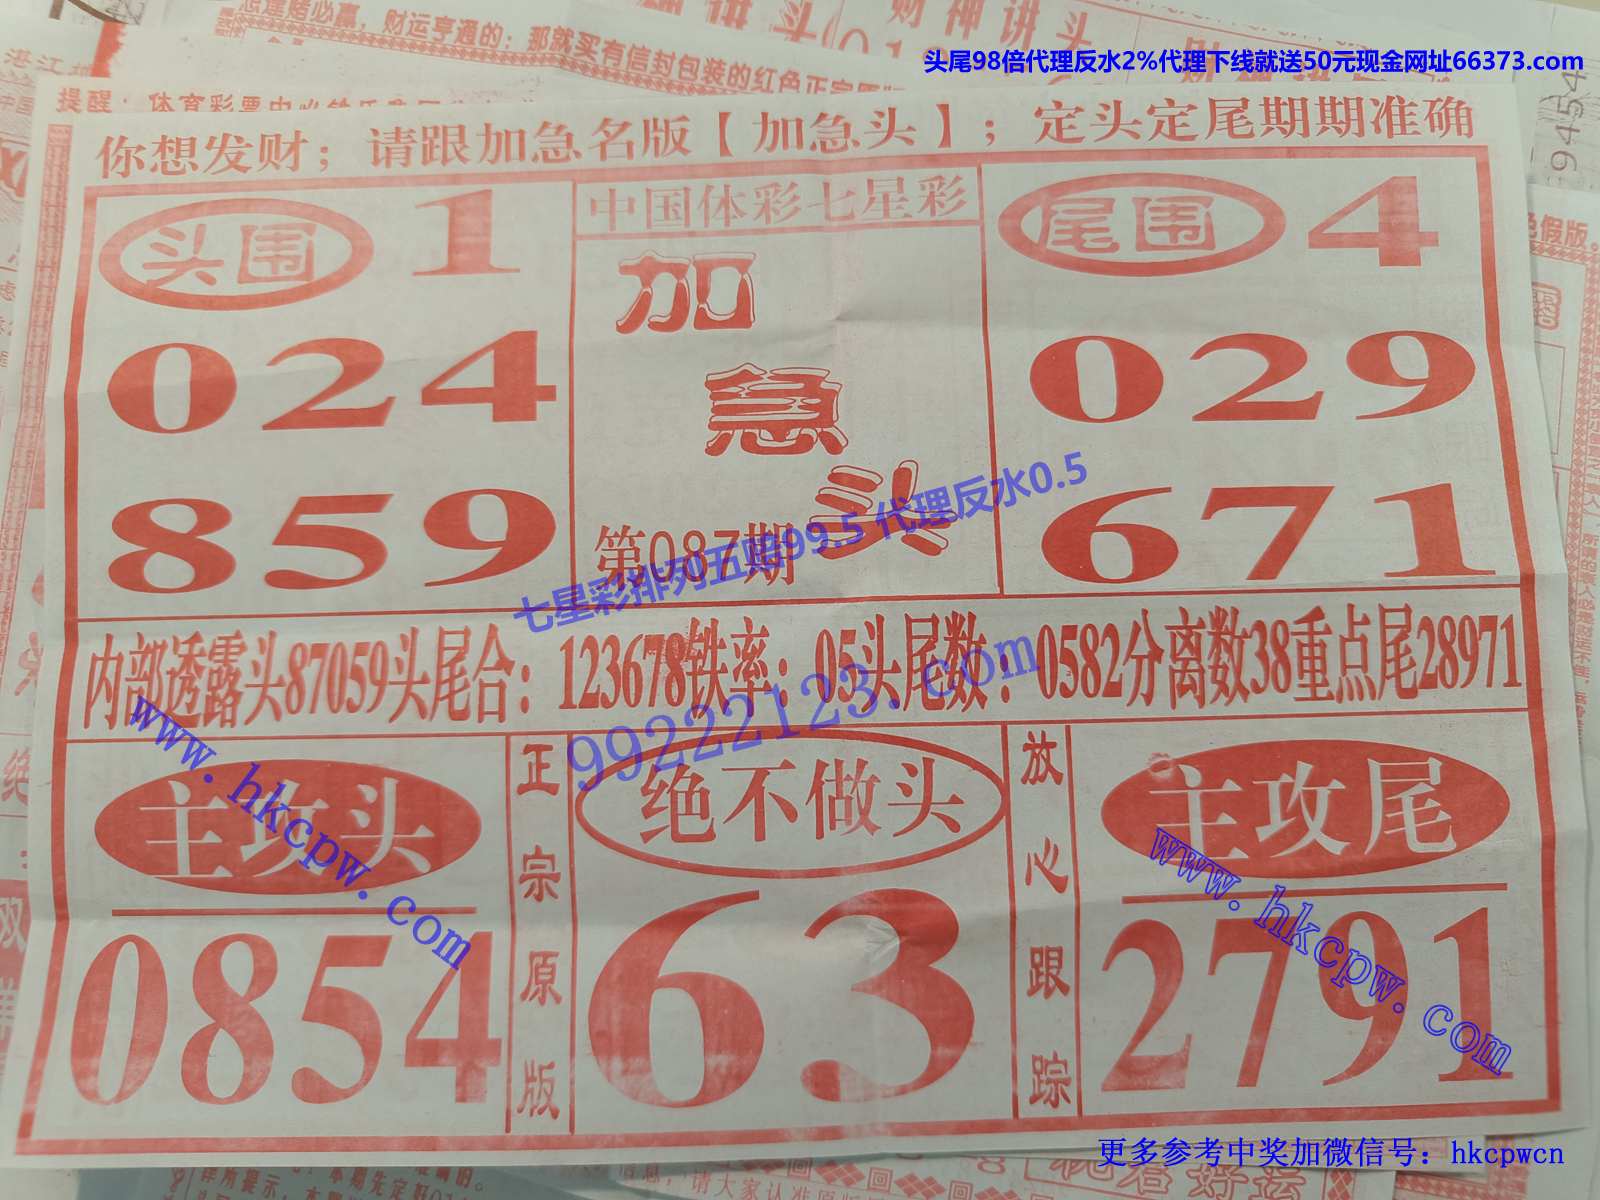 头尾98倍代理反水2%代理下线就送50元现金网址66373.com
你想发财；请跟加急名版【加急头】；定头定尾期期准确
头围 1
024
859
中国体彩七星彩
加
急
头
第087期
尾围 4
029
671
七星彩排列五赔99.5 代理反水0.5
内部透露头87059头尾合：123678铁率：05头尾数：0582分离数38重点尾28971
99222123.com
主攻头
0854
www.hkcpw.com
正宗原版
绝不做头
63
放心跟踪
主攻尾
2791
www.hkcpw.com
更多参考中奖加微信号：hkcpwcn